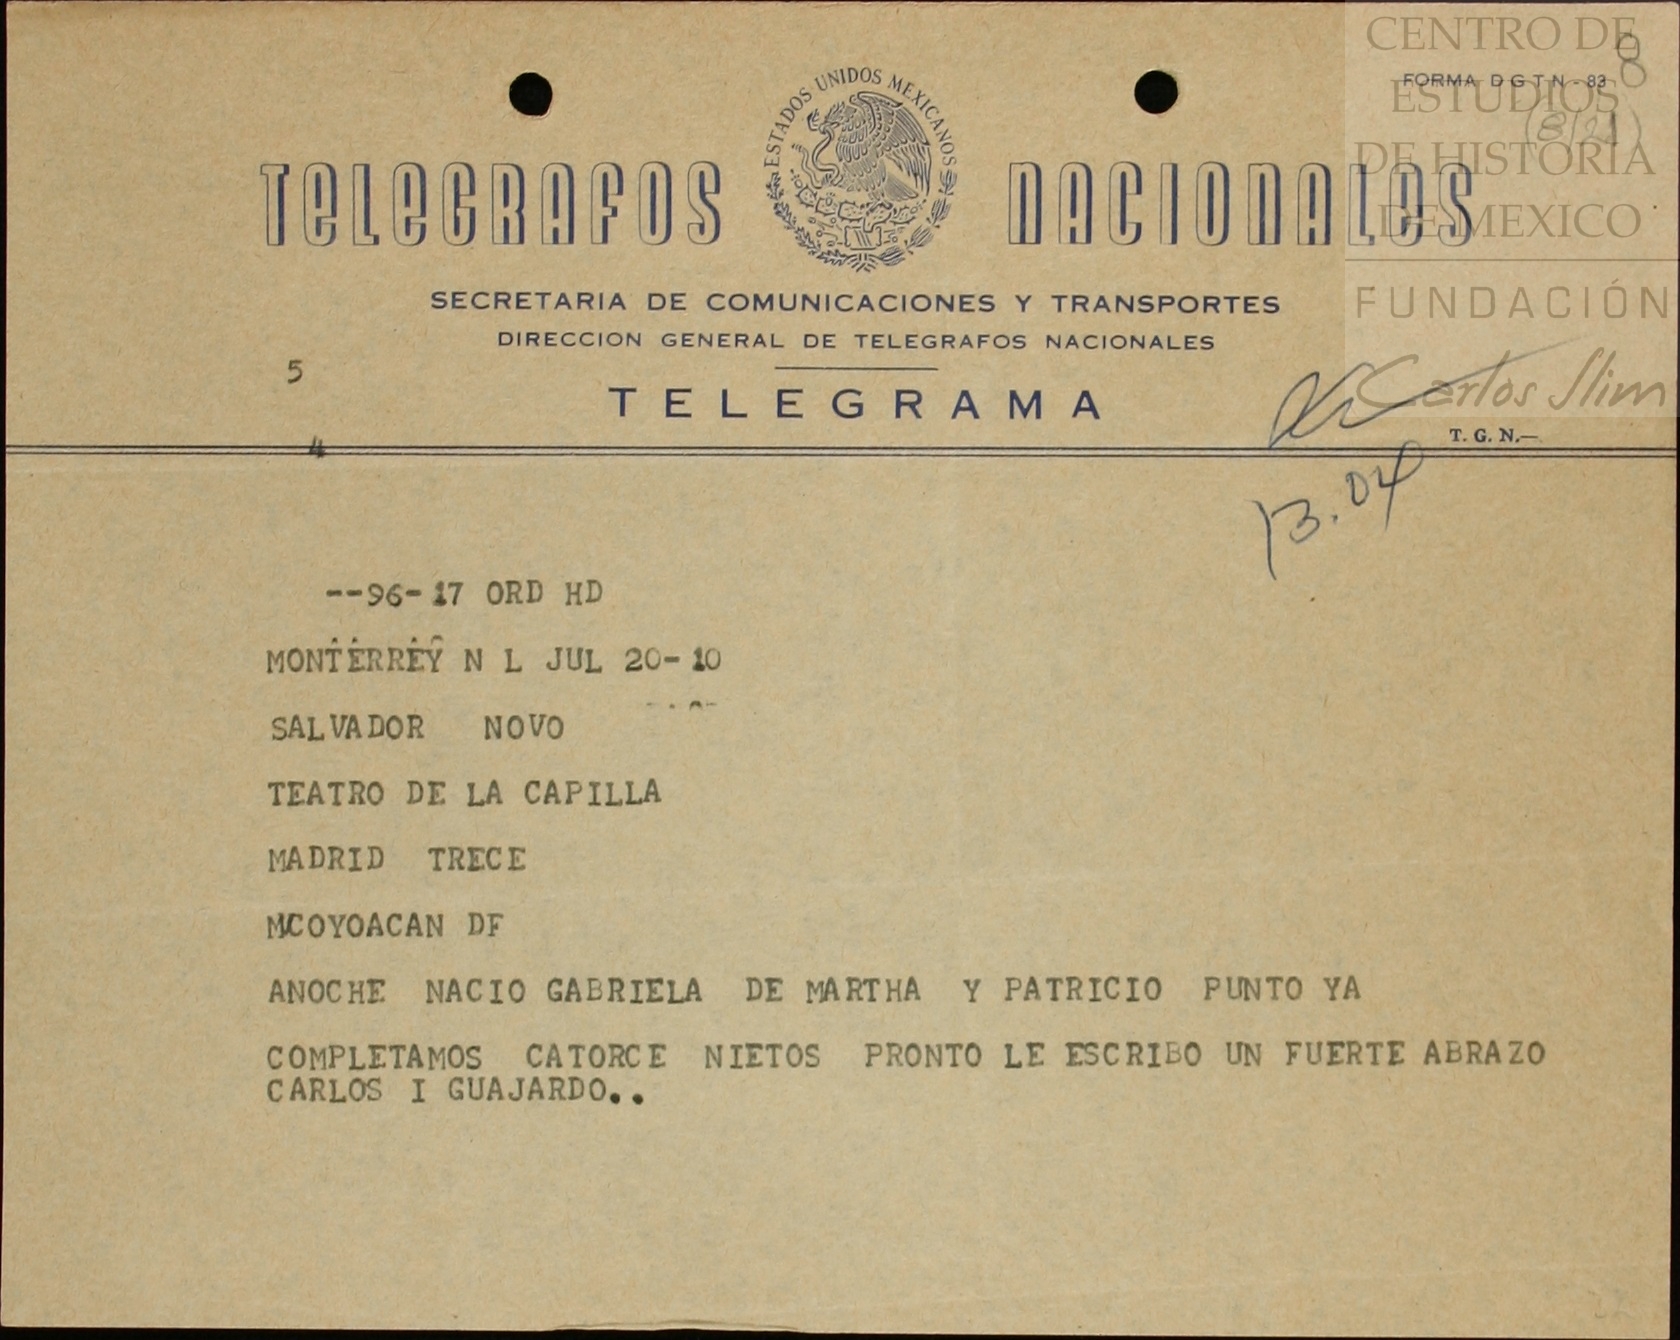 CENTRO DE
ESTUDIOS
DE HISTORIA
DE MEXICO
FUNDACIÓN
Carlos Slim
8
FORMA D G T N - 83
(8/21)
ESTADOS UNIDOS MEXICANOS
TELEGRAFOS NACIONALES
SECRETARIA DE COMUNICACIONES Y TRANSPORTES
DIRECCION GENERAL DE TELEGRAFOS NACIONALES
5
TELEGRAMA
T. G. N.—
4
13.04
--96-17 ORD HD
MONTERREY N L JUL 20-10
SALVADOR NOVO
TEATRO DE LA CAPILLA
MADRID TRECE
MCOYOACAN DF
ANOCHE NACIO GABRIELA DE MARTHA Y PATRICIO PUNTO YA
COMPLETAMOS CATORCE NIETOS PRONTO LE ESCRIBO UN FUERTE ABRAZO
CARLOS I GUAJARDO..